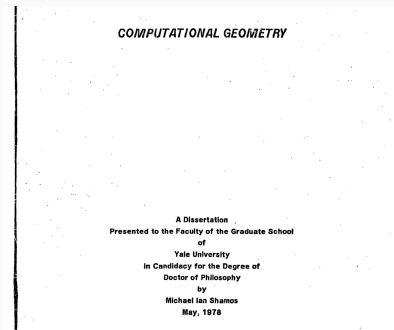 COMPUTATIONAL GEOMETRY
A Dissertation
Presented to the Faculty of the Graduate School
of
Yale University
in Candidacy for the Degree of
Doctor of Philosophy
by
Michael Ian Shamos
May, 1978